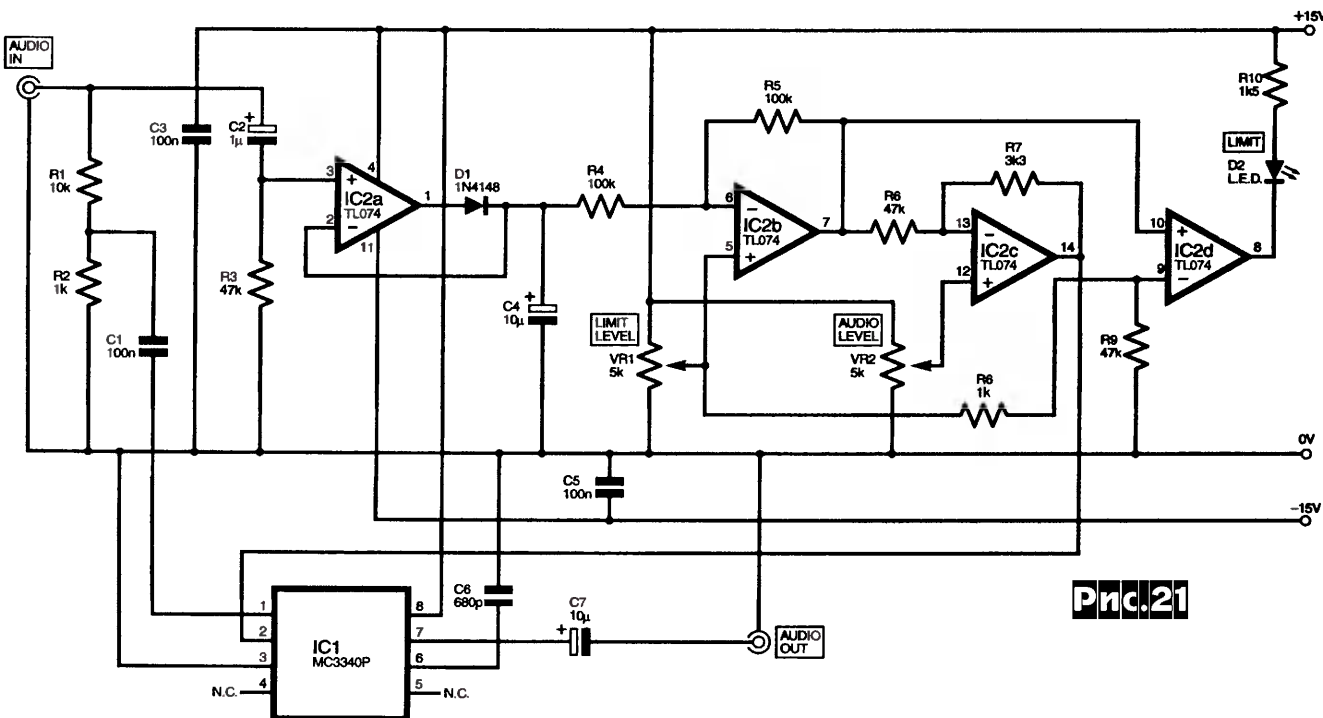 AUDIO
IN
+15V
C3
100n
C2
1µ
+
R1
10k
R2
1k
C1
100n
R3
47k
3
+
4
IC2a
TL074
2
−
11
1
D1
1N4148
+
C4
10µ
R4
100k
R5
100k
6
−
IC2b
TL074
5
+
7
LIMIT
LEVEL
VR1
5k
R6
47k
R7
3k3
13
−
IC2c
TL074
12
+
14
AUDIO
LEVEL
VR2
5k
R6
1k
R9
47k
10
+
IC2d
TL074
9
−
8
R10
1k5
LIMIT
D2
L.E.D.
0V
C5
100n
−15V
1
2
3
4
N.C.
IC1
MC3340P
8
7
6
5
N.C.
C6
680p
C7
10µ
+
AUDIO
OUT
Pnc.21